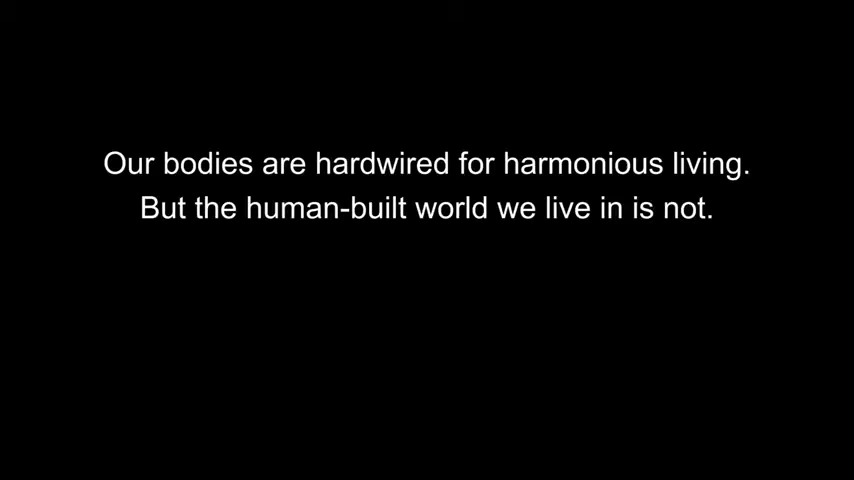 Our bodies are hardwired for harmonious living.
But the human-built world we live in is not.